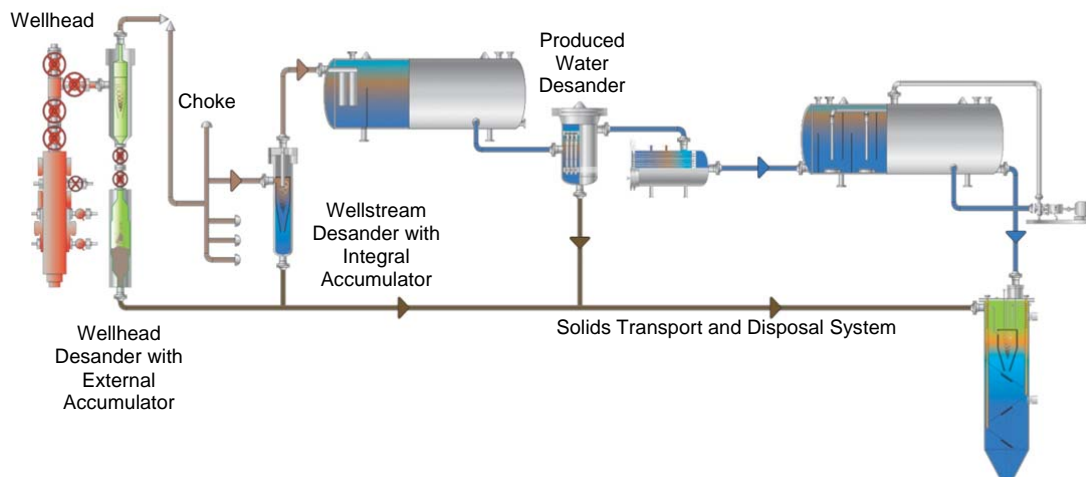 Wellhead
Choke
Produced
Water
Desander
Wellstream
Desander with
Integral
Accumulator
Wellhead
Desander with
External
Accumulator
Solids Transport and Disposal System